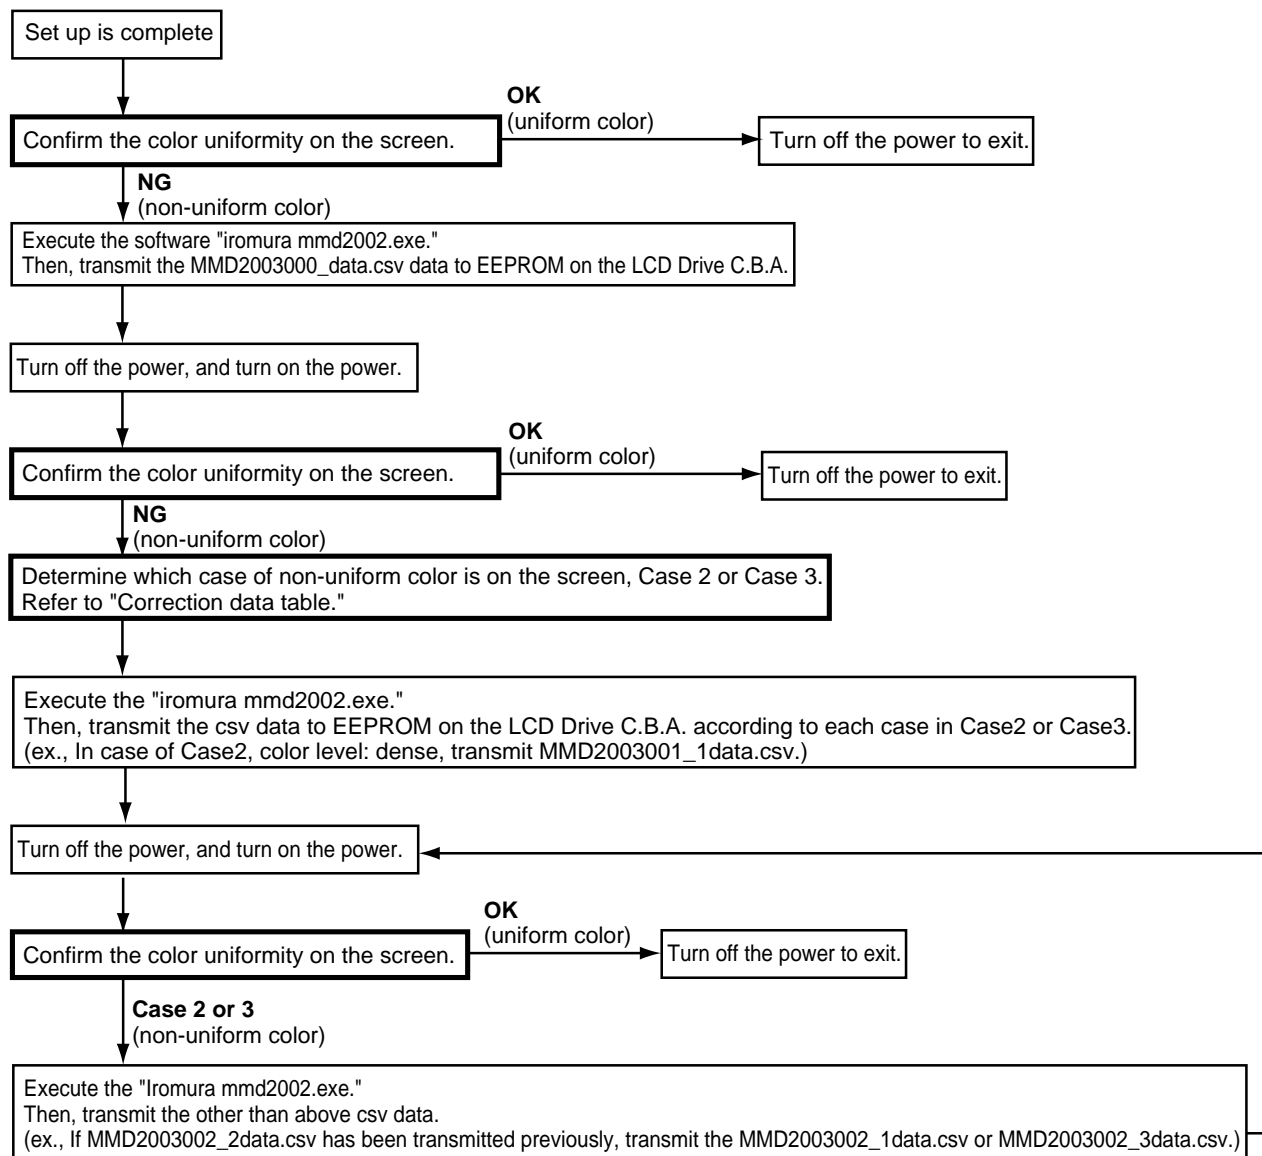 Set up is complete
OK
(uniform color)
Confirm the color uniformity on the screen.
Turn off the power to exit.
NG
(non-uniform color)
Execute the software "iromura mmd2002.exe."
Then, transmit the MMD2003000_data.csv data to EEPROM on the LCD Drive C.B.A.
Turn off the power, and turn on the power.
OK
(uniform color)
Confirm the color uniformity on the screen.
Turn off the power to exit.
NG
(non-uniform color)
Determine which case of non-uniform color is on the screen, Case 2 or Case 3.
Refer to "Correction data table."
Execute the "iromura mmd2002.exe."
Then, transmit the csv data to EEPROM on the LCD Drive C.B.A. according to each case in Case2 or Case3.
(ex., In case of Case2, color level: dense, transmit MMD2003001_1data.csv.)
Turn off the power, and turn on the power.
OK
(uniform color)
Confirm the color uniformity on the screen.
Turn off the power to exit.
Case 2 or 3
(non-uniform color)
Execute the "Iromura mmd2002.exe."
Then, transmit the other than above csv data.
(ex., If MMD2003002_2data.csv has been transmitted previously, transmit the MMD2003002_1data.csv or MMD2003002_3data.csv.)